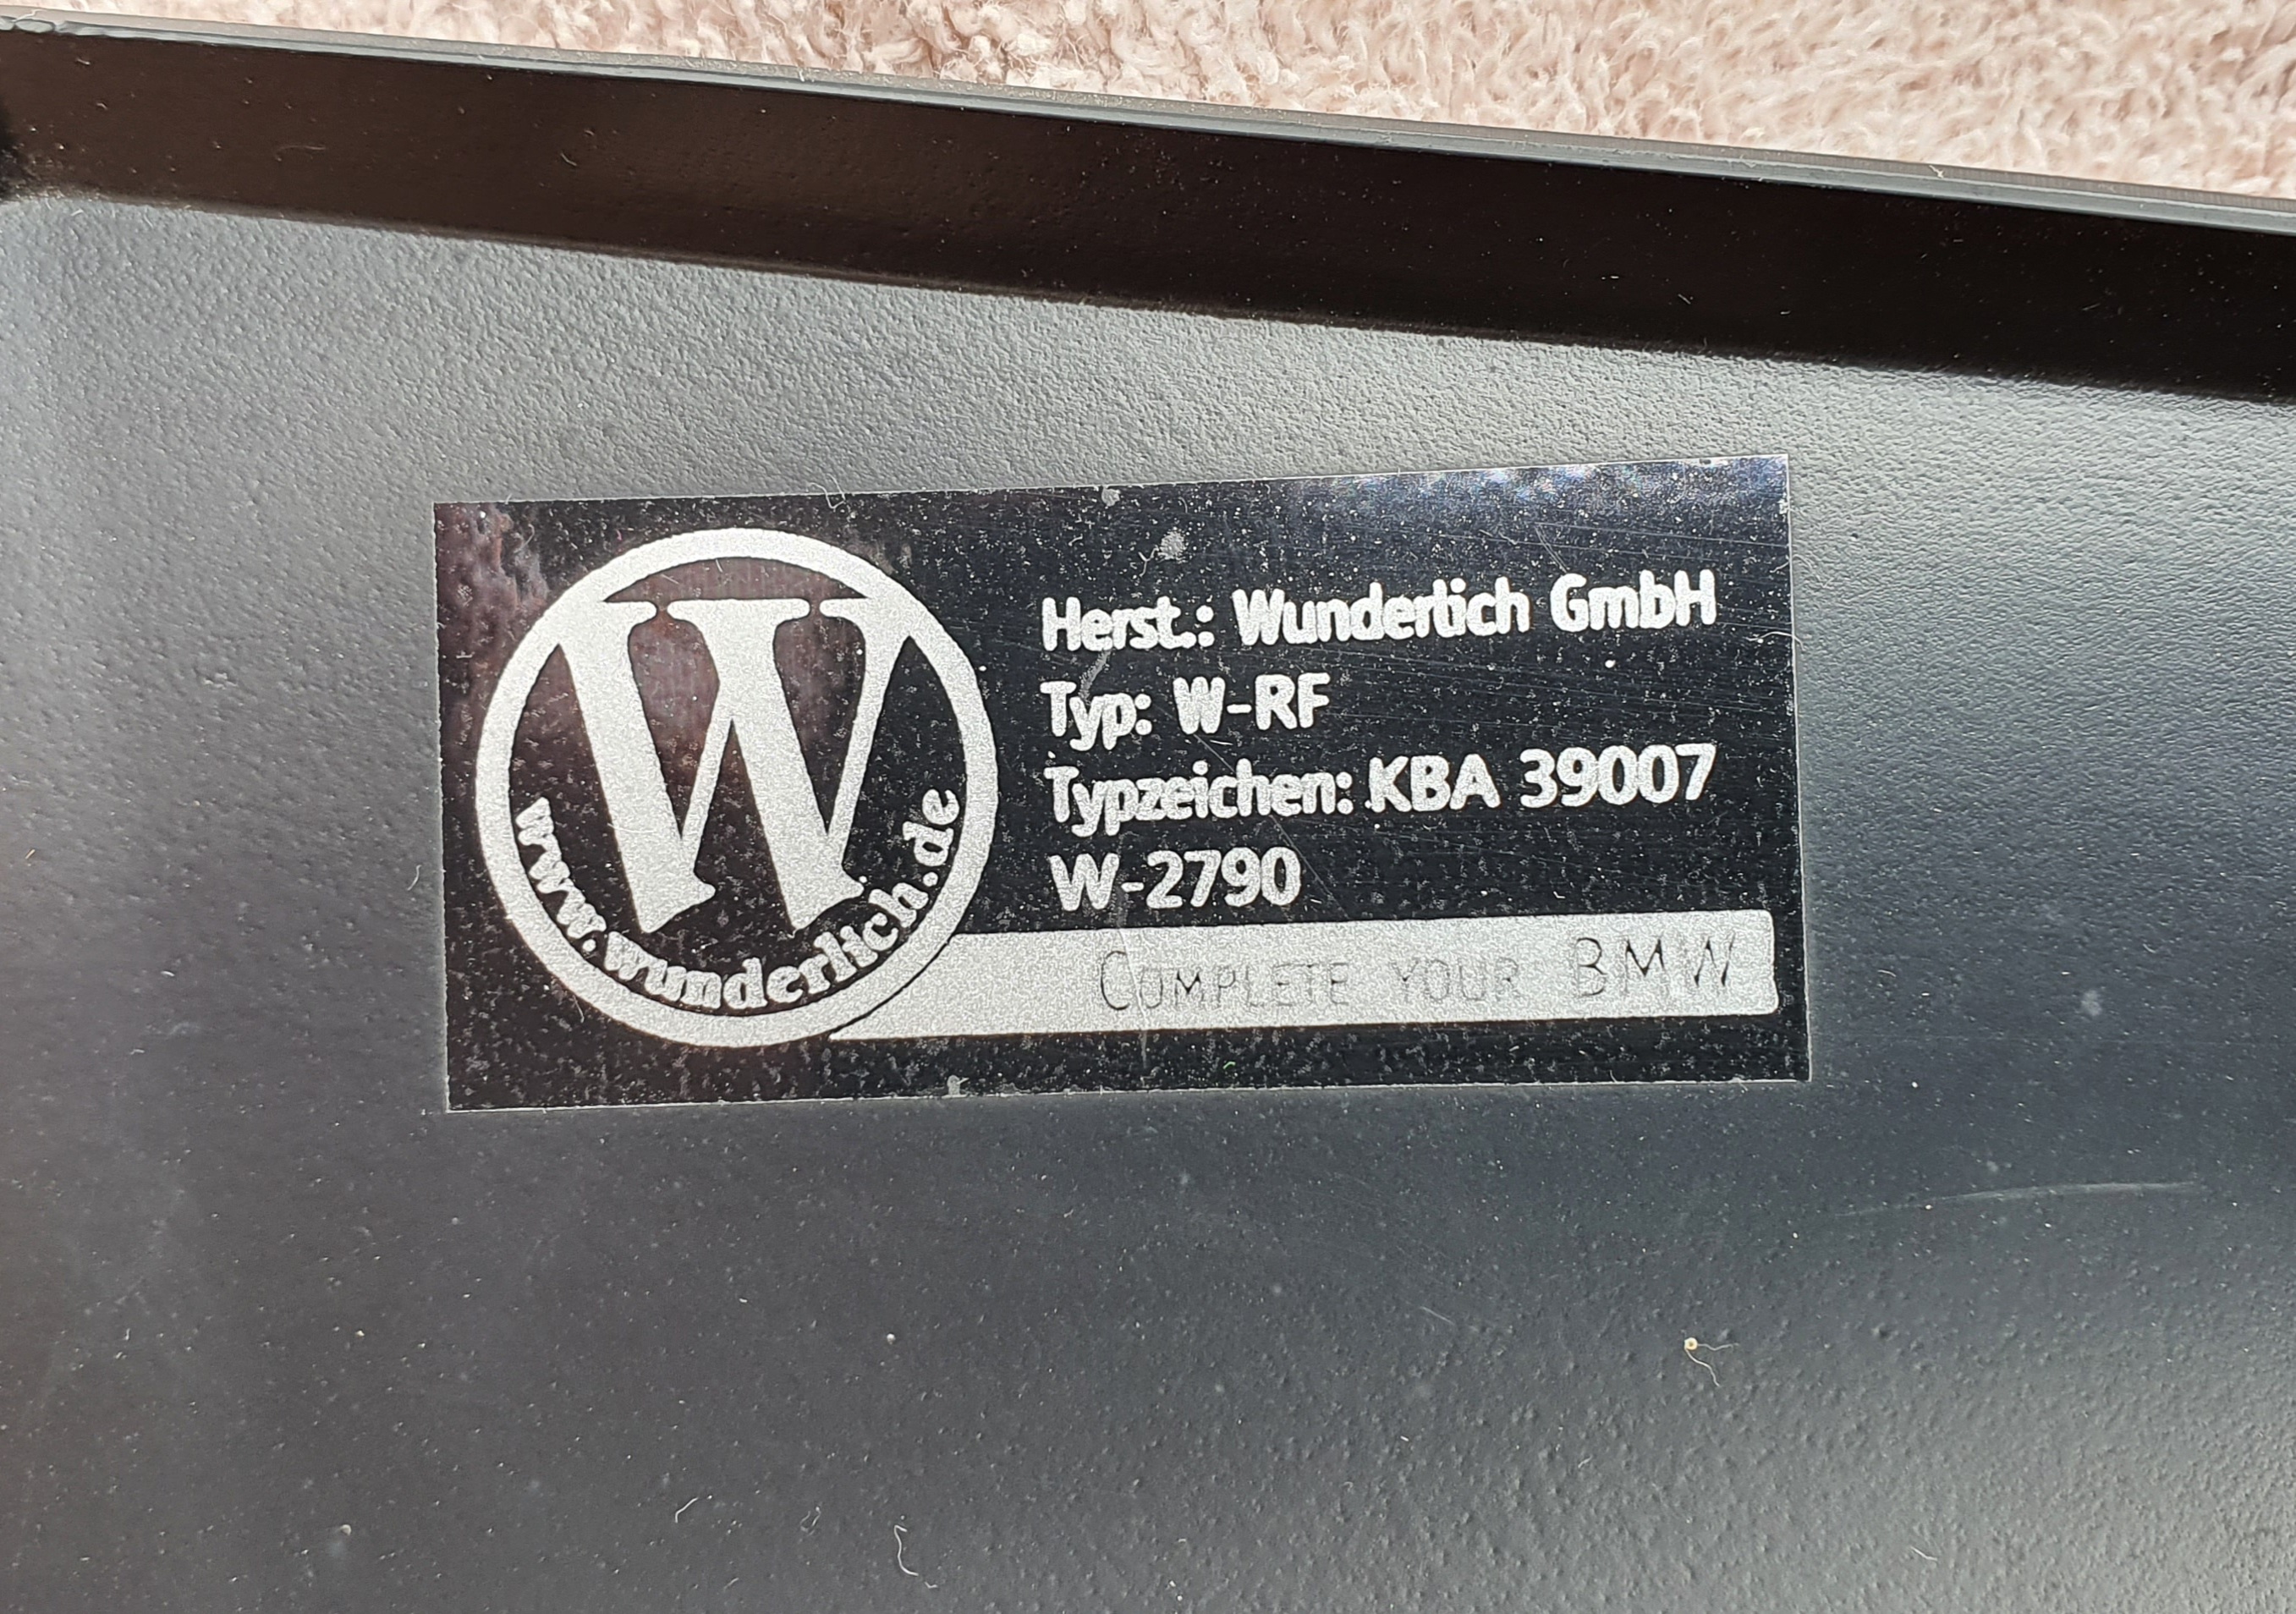 W
www.wunderlich.de
Herst.: Wunderlich GmbH
Typ: W-RF
Typzeichen: KBA 39007
W-2790
COMPLETE YOUR BMW